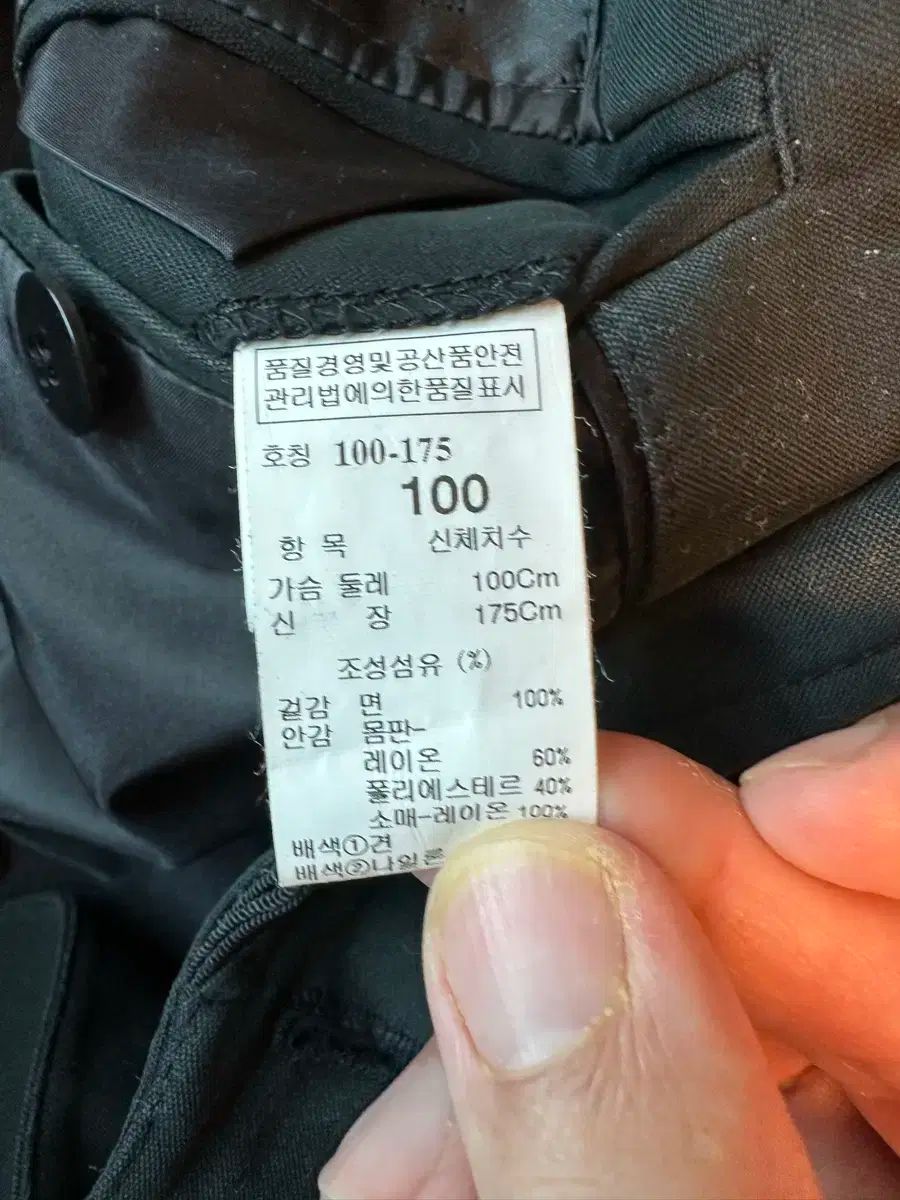 품질경영및공산품안전
관리법에의한품질표시
호칭 100-175
100
항 목 신체치수
가슴 둘레 100Cm
신 장 175Cm
조성섬유 (%)
겉감 면 100%
안감 몸판-
레이온 60%
폴리에스테르 40%
소매-레이온 100%
배색①견
배색②나일론